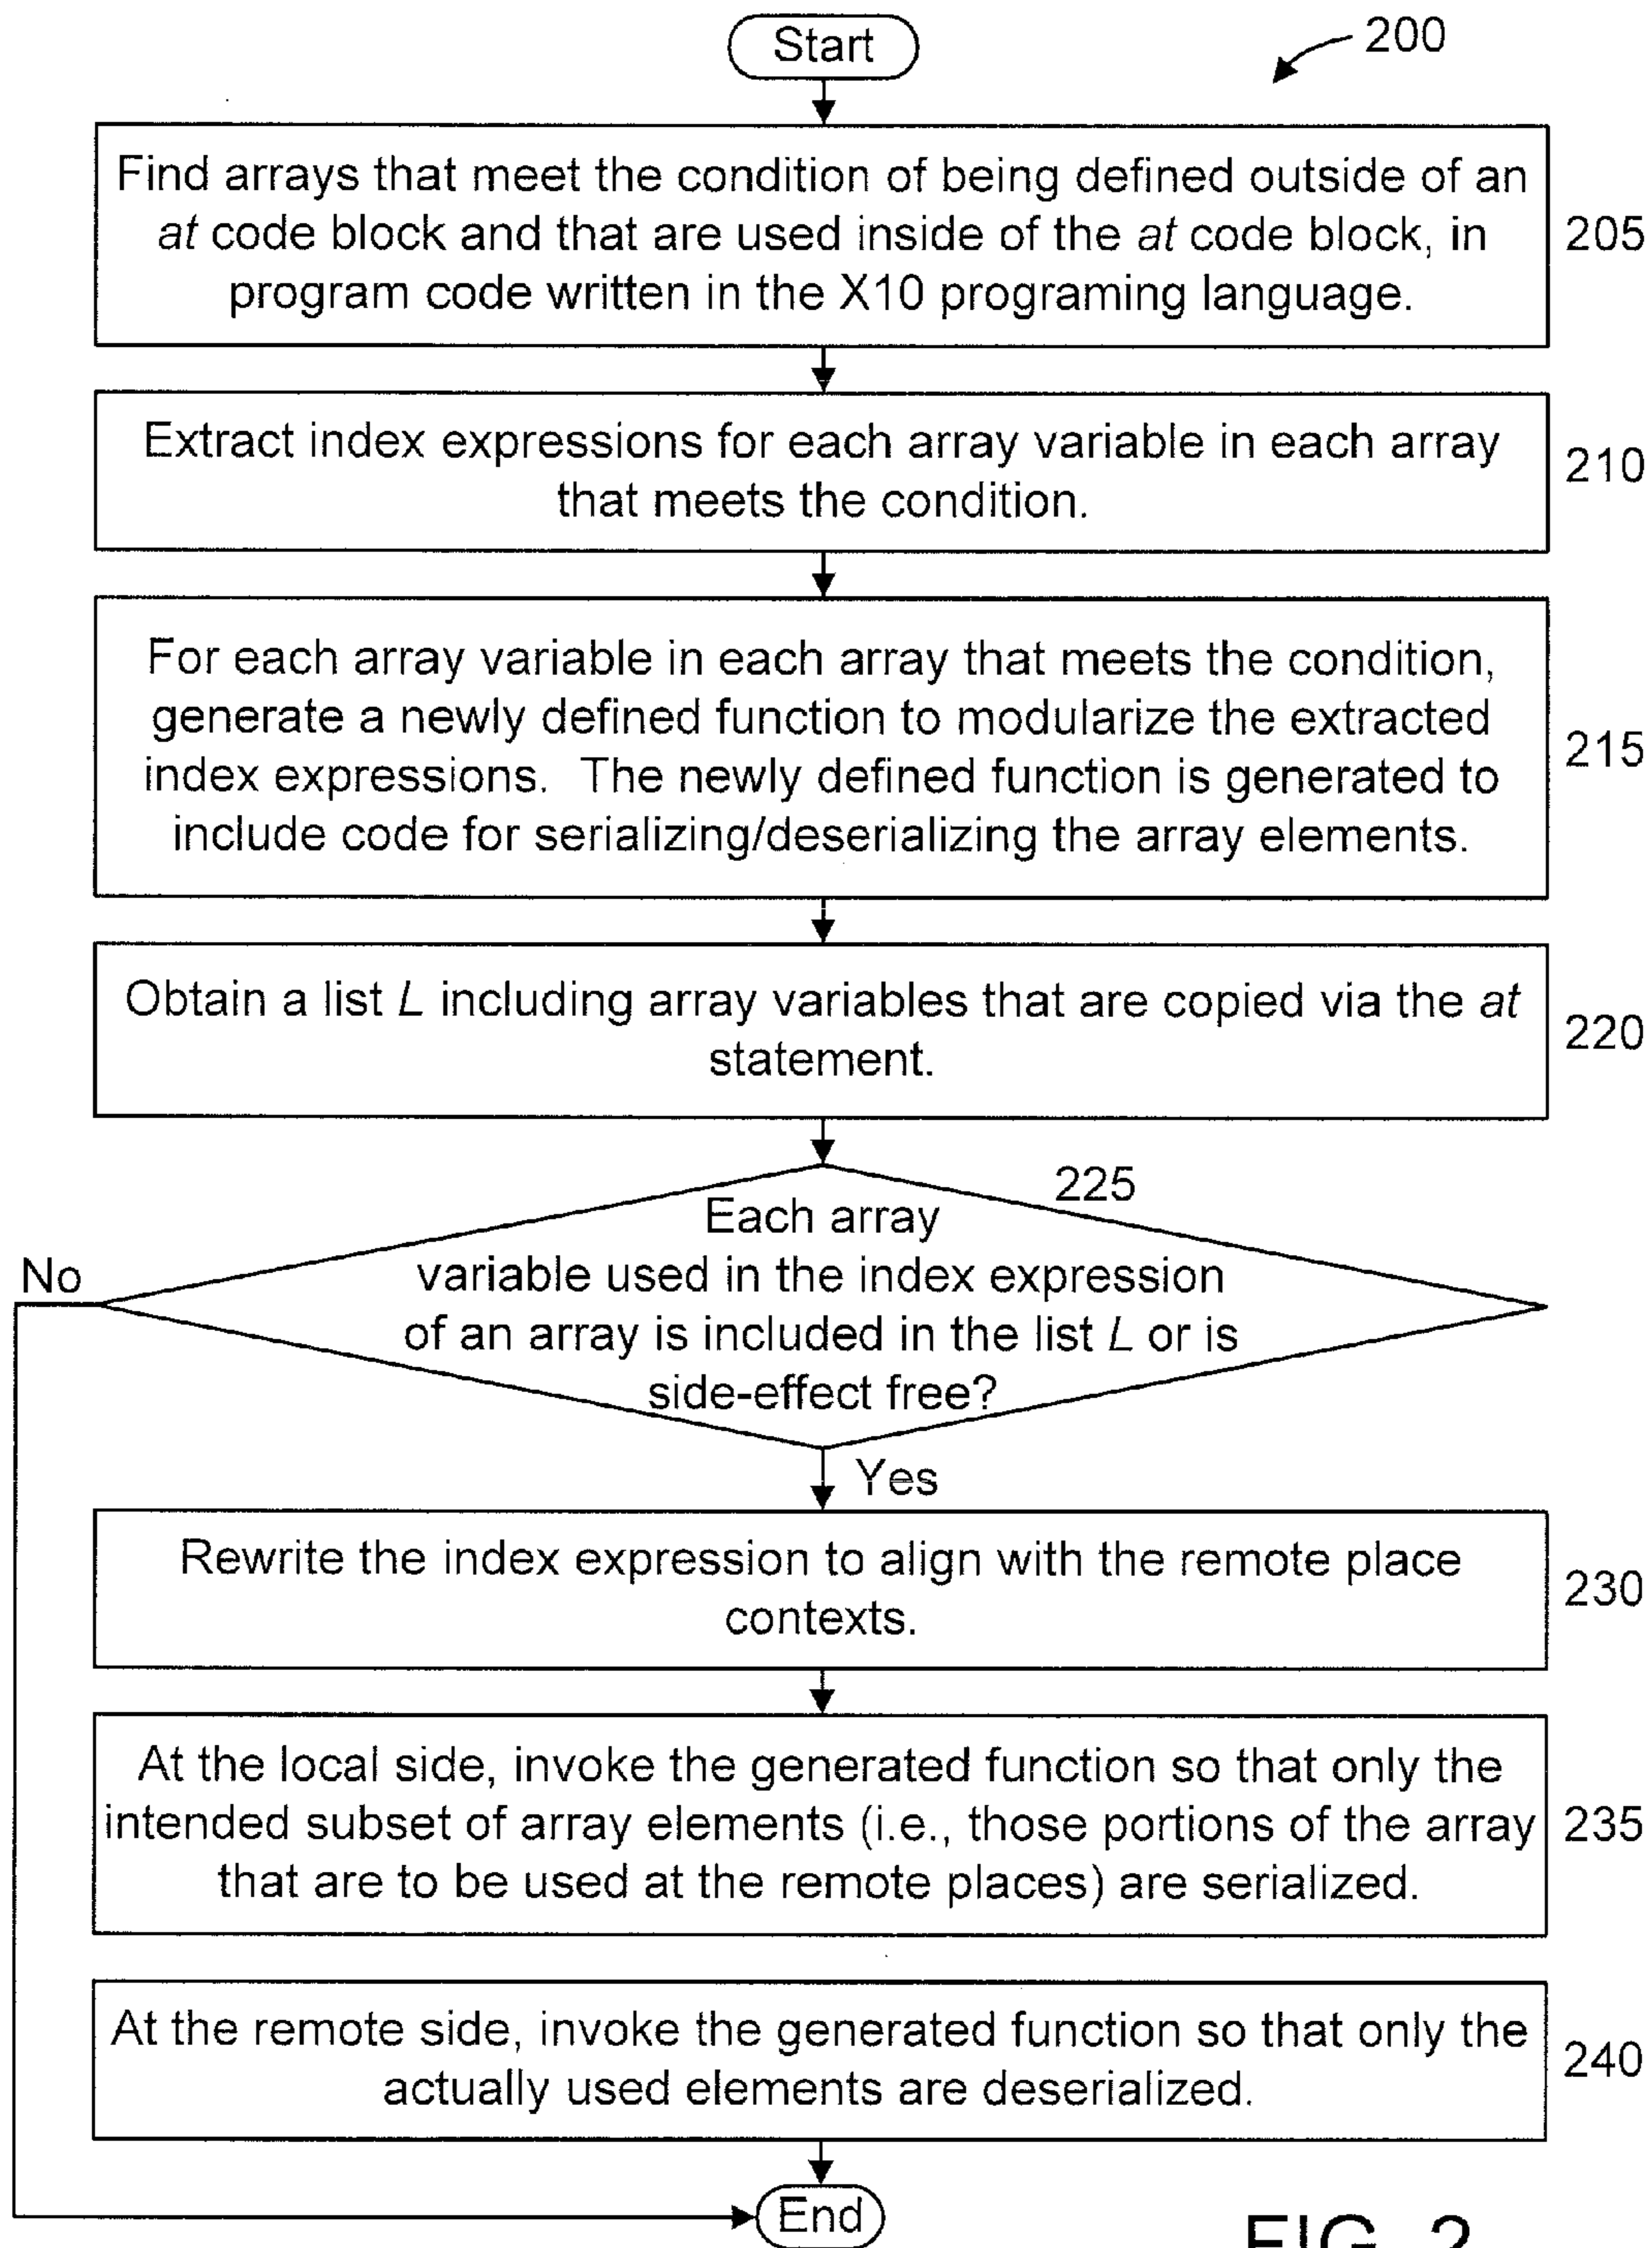 Start
200
Find arrays that meet the condition of being defined outside of an
at code block and that are used inside of the at code block, in
program code written in the X10 programing language.
205
Extract index expressions for each array variable in each array
that meets the condition.
210
For each array variable in each array that meets the condition,
generate a newly defined function to modularize the extracted
index expressions. The newly defined function is generated to
include code for serializing/deserializing the array elements.
215
Obtain a list L including array variables that are copied via the at
statement.
220
225
Each array
variable used in the index expression
of an array is included in the list L or is
side-effect free?
No
Yes
Rewrite the index expression to align with the remote place
contexts.
230
At the local side, invoke the generated function so that only the
intended subset of array elements (i.e., those portions of the array
that are to be used at the remote places) are serialized.
235
At the remote side, invoke the generated function so that only the
actually used elements are deserialized.
240
End
FIG. 2